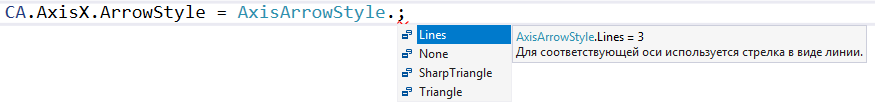 CA.AxisX.ArrowStyle = AxisArrowStyle.;
Lines
None
SharpTriangle
Triangle
AxisArrowStyle.Lines = 3
Для соответствующей оси используется стрелка в виде линии.